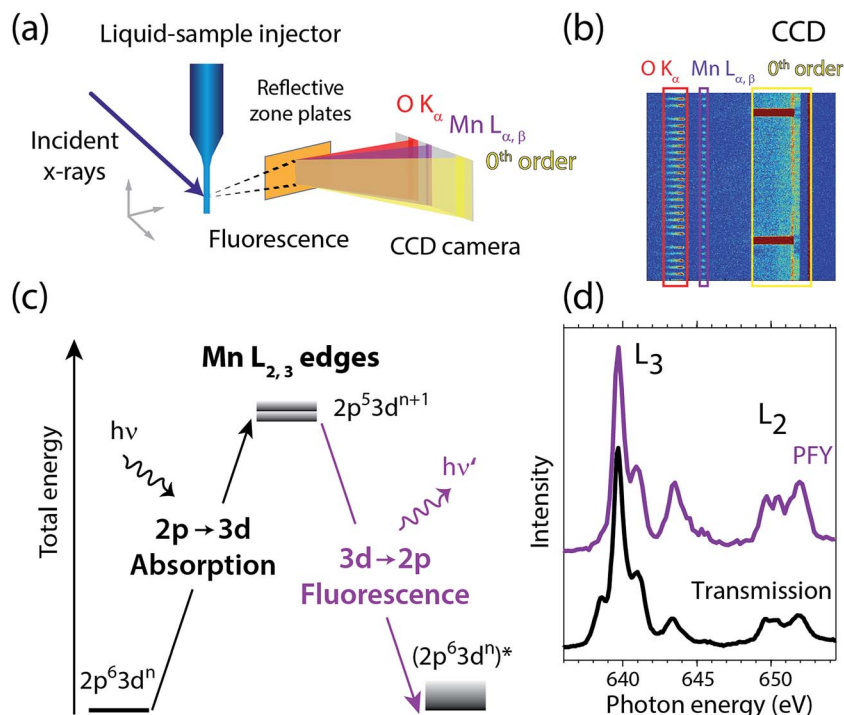 (a)
Liquid-sample injector
Reflective
zone plates
O Kα
Mn Lα, β
0th order
Incident
x-rays
Fluorescence
CCD camera
(b)
CCD
O Kα
Mn Lα, β
0th order
(c)
Mn L2, 3 edges
2p53dn+1
hν
hν‘
Total energy
2p→3d
Absorption
3d→2p
Fluorescence
2p63dn
(2p63dn)*
(d)
L3
L2
PFY
Transmission
Intensity
640
645
650
Photon energy (eV)